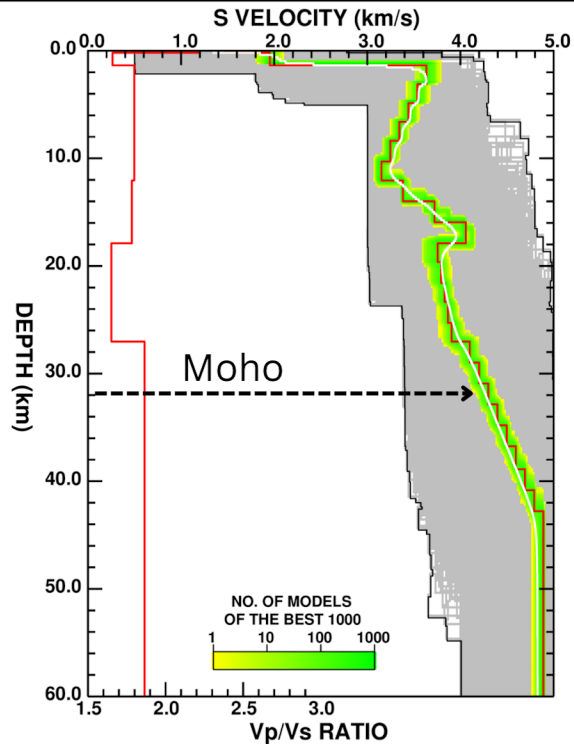 S VELOCITY (km/s)
0.0 1.0 2.0 3.0 4.0 5.0
0.0
10.0
20.0
30.0
40.0
50.0
60.0
DEPTH (km)
Moho
NO. OF MODELS
OF THE BEST 1000
1 10 100 1000
1.5 2.0 2.5 3.0
Vp/Vs RATIO